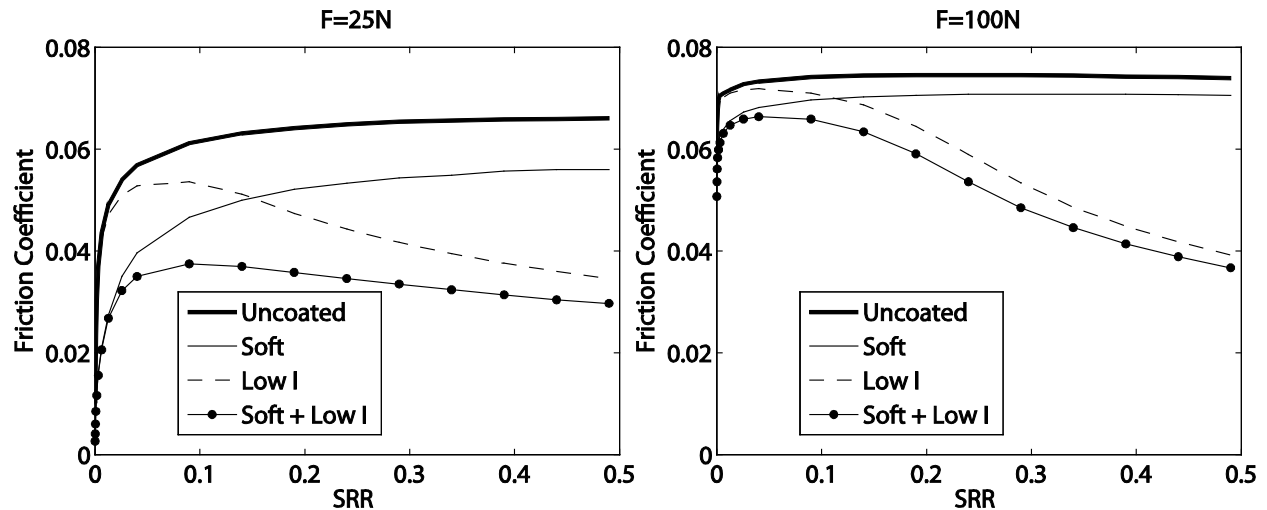 F=25N
0.08
0.06
0.04
0.02
0
Friction Coefficient
Uncoated
Soft
Low I
Soft + Low I
0 0.1 0.2 0.3 0.4 0.5
SRR
F=100N
0.08
0.06
0.04
0.02
0
Friction Coefficient
Uncoated
Soft
Low I
Soft + Low I
0 0.1 0.2 0.3 0.4 0.5
SRR